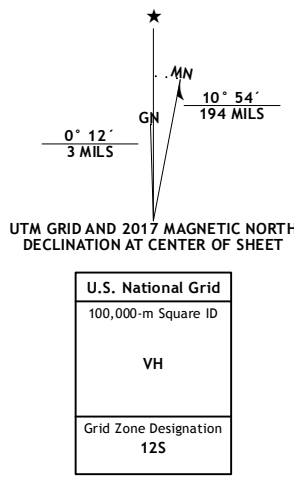 MN
GN
10° 54´
194 MILS
0° 12´
3 MILS
UTM GRID AND 2017 MAGNETIC NORTH
DECLINATION AT CENTER OF SHEET
U.S. National Grid
100,000-m Square ID
VH
Grid Zone Designation
12S